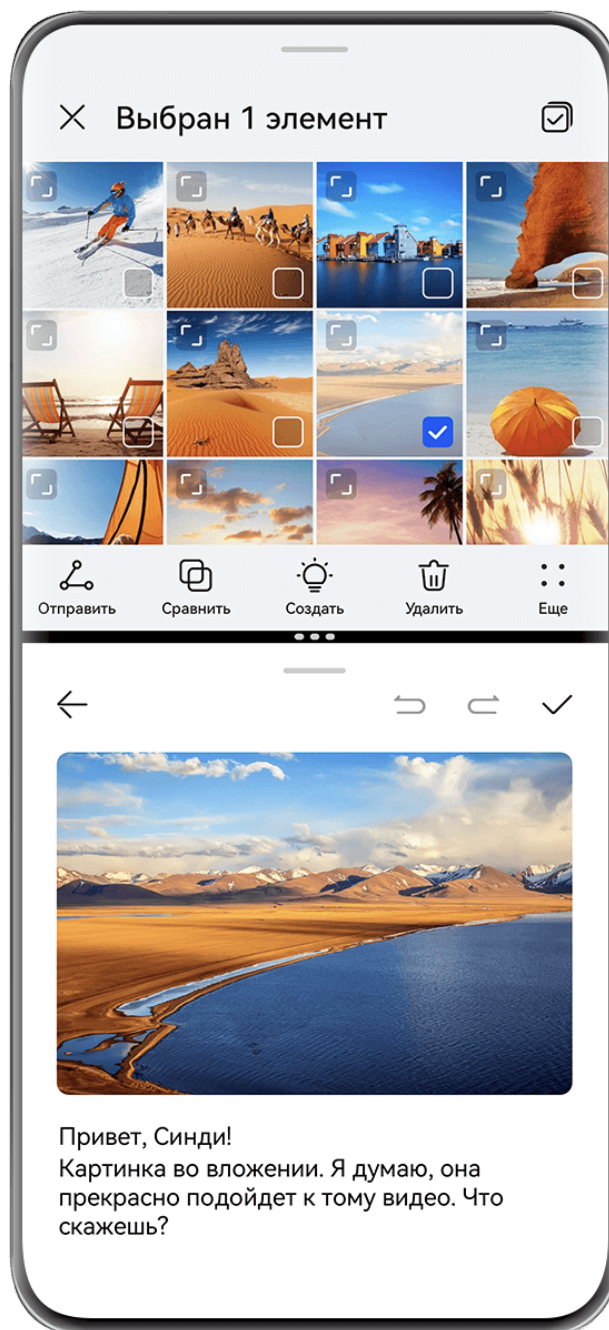 Выбран 1 элемент
Отправить
Сравнить
Создать
Удалить
Еще
Привет, Синди!
Картинка во вложении. Я думаю, она
прекрасно подойдет к тому видео. Что
скажешь?